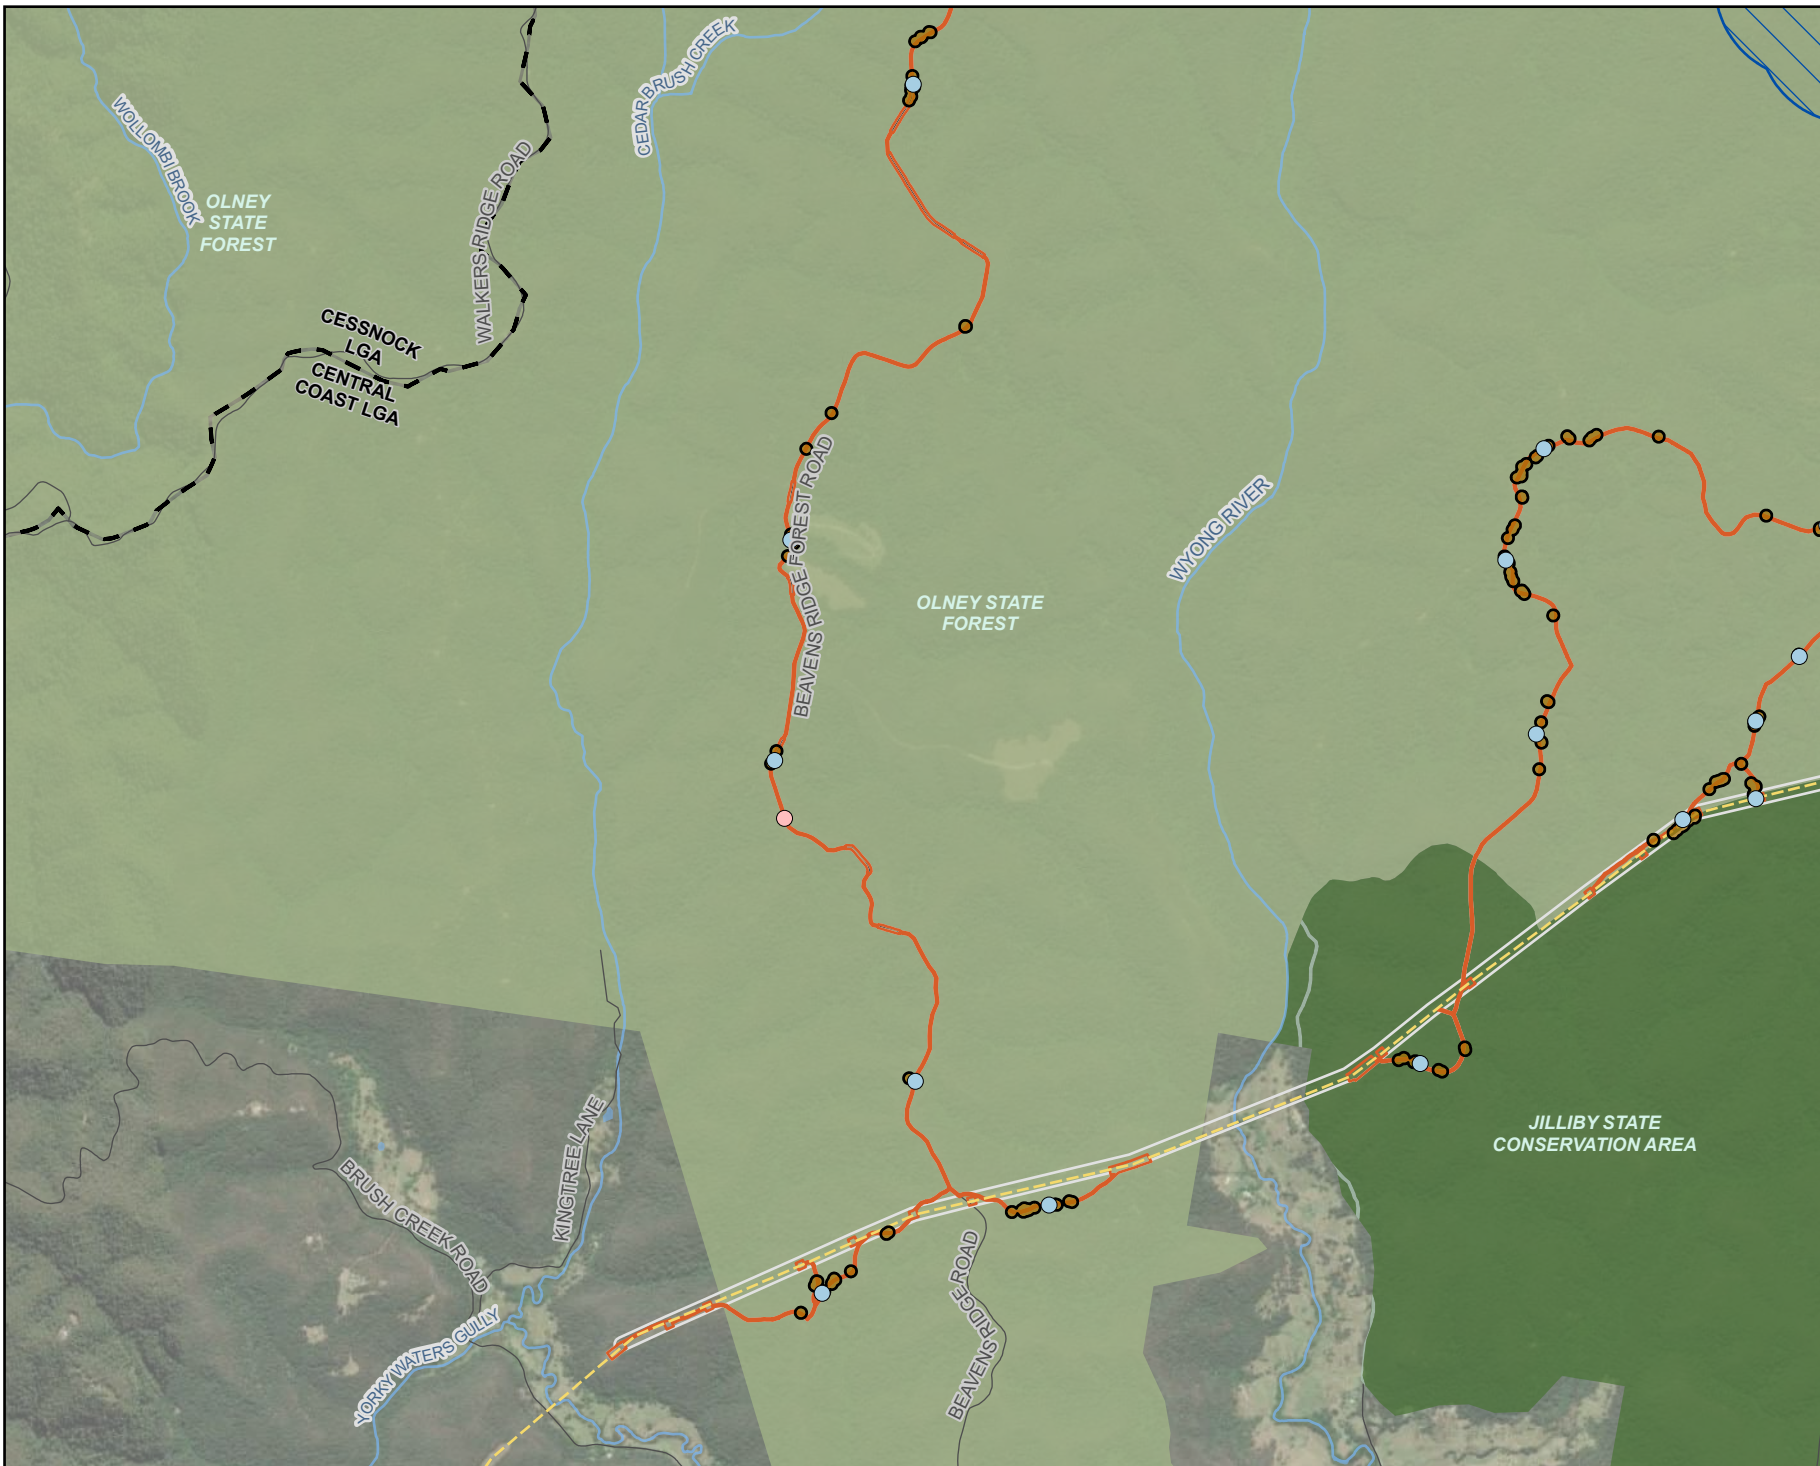 CEDAR BRUSH CREEK
WOLLOMBI BROOK
OLNEY
STATE
FOREST
WALKERS RIDGE ROAD
CESSNOCK
LGA
CENTRAL
COAST LGA
BEAVENS RIDGE FOREST ROAD
WYONG RIVER
OLNEY STATE
FOREST
JILLIBY STATE
CONSERVATION AREA
KINGTREE LANE
BRUSH CREEK ROAD
YORKY WATERS GULLY
BEAVENS RIDGE ROAD